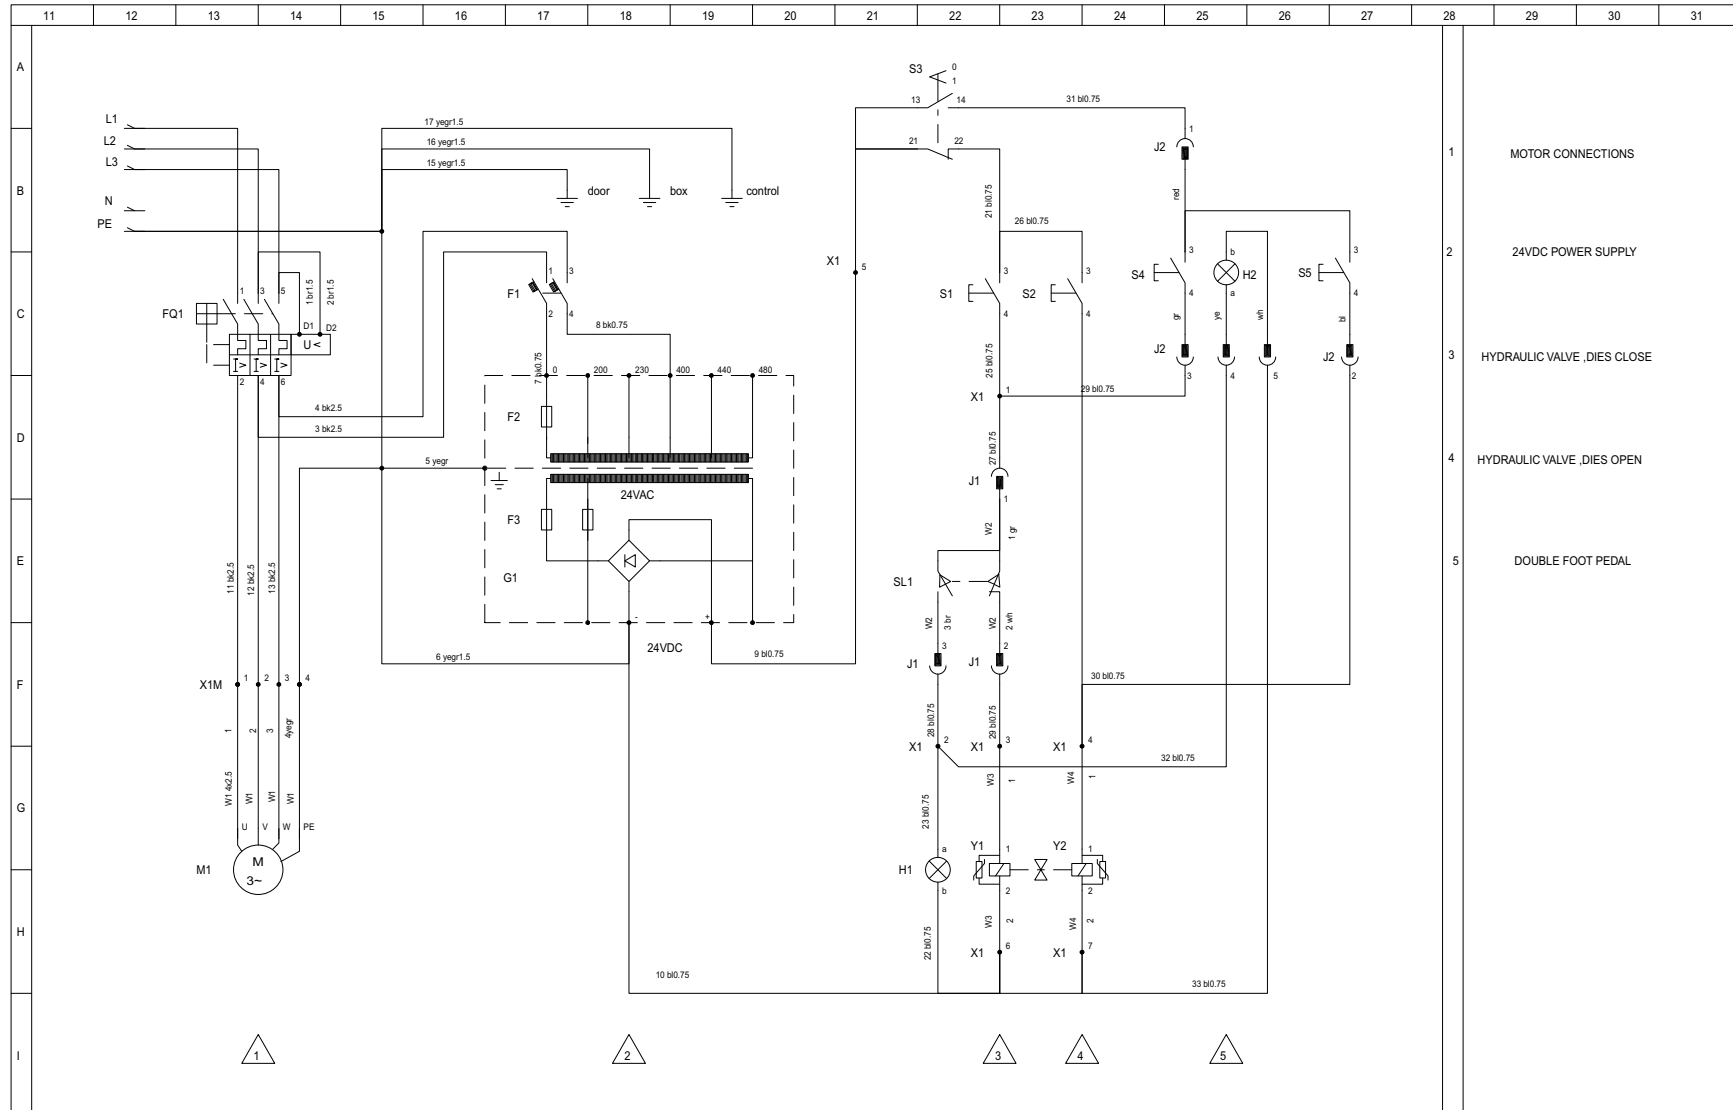 11 12 13 14 15 16 17 18 19 20 21 22 23 24 25 26 27 28 29 30 31
A
S3 0
1
13 14 31 bl0.75
L1 17 yegr1.5
1
L2 16 yegr1.5 21 22 J2 1 MOTOR CONNECTIONS
L3 15 yegr1.5
B door box control red
N 21 bl0.75
PE 26 bl0.75
X1 5 3 3 3 b 3 2 24VDC POWER SUPPLY
1 3 S4 H2 S5
1 3 5 1 br1.5 2 br1.5 F1 S1 S2 4 a 4
FQ1 2 4 4 4 gr ye wh bl
C D1 D2 8 bk0.75
U <
I> I> I> 7 bk0.75 25 bl0.75 J2 J2 3 HYDRAULIC VALVE ,DIES CLOSE
2 4 6 0 200 230 400 440 480 3 4 5 2
X1 1 29 bl0.75
4 bk2.5 F2
3 bk2.5
D 27 bl0.75
5 yegr 4 HYDRAULIC VALVE ,DIES OPEN
J1
24VAC 1
F3 W2 1 gr
E 5 DOUBLE FOOT PEDAL
11 bk2.5 12 bk2.5 13 bk2.5 G1 SL1
- + W2 3 br W2 2 wh
24VDC 3 2
6 yegr1.5 9 bl0.75 J1 J1
F X1M 1 2 3 4 30 bl0.75
1 2 3 4yegr 28 bl0.75 29 bl0.75
X1 2 X1 3 X1 4
32 bl0.75
W1 4x2.5 W1 W1 W1 W3 1 W4 1
G 23 bl0.75
U V W PE
a Y1 1 Y2 1
M1 M H1
3~ b 2 2
H 22 bl0.75 W3 2 W4 2
X1 6 X1 7
10 bl0.75 33 bl0.75
I 1 2 3 4 5